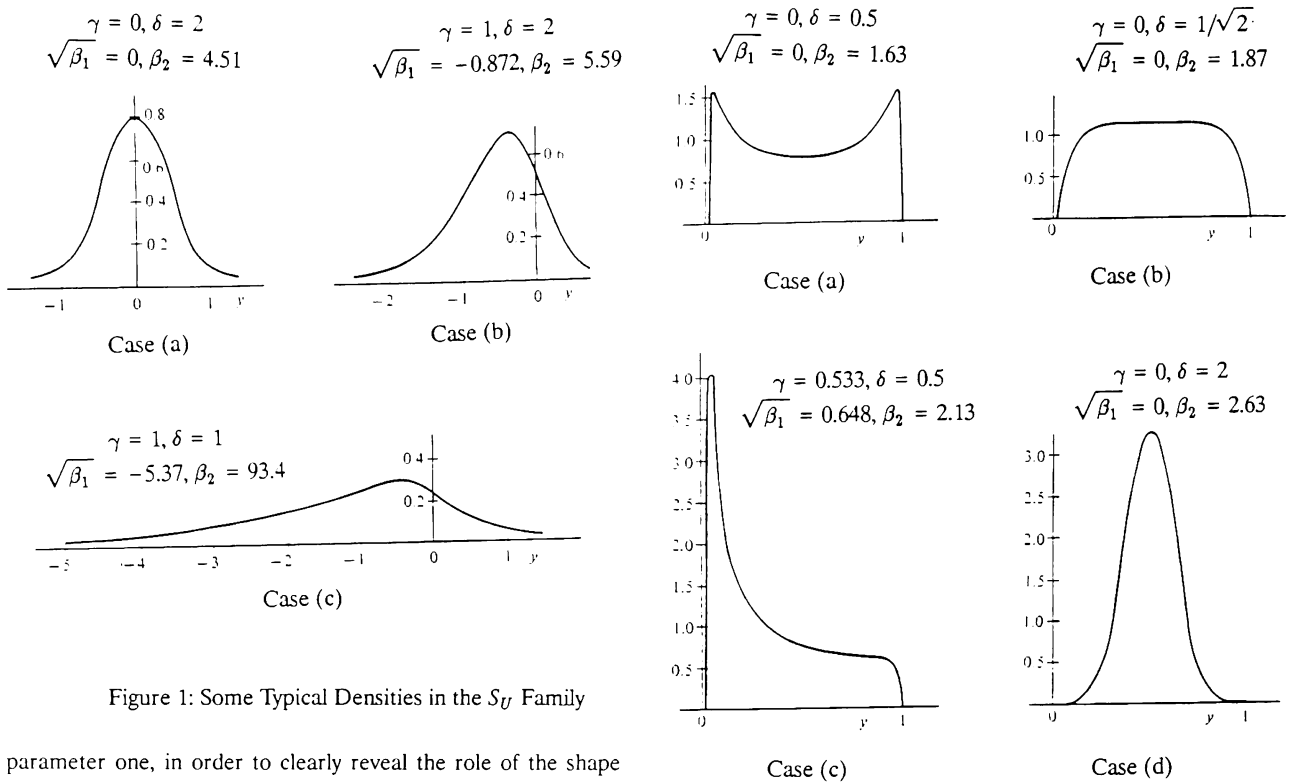 γ = 0, δ = 2
√β₁ = 0, β₂ = 4.51
0.8
0.6
0.4
0.2
−1 0 1 y
Case (a)
γ = 1, δ = 2
√β₁ = −0.872, β₂ = 5.59
0.6
0.4
0.2
−2 −1 0 y
Case (b)
γ = 1, δ = 1
√β₁ = −5.37, β₂ = 93.4
0.4
0.2
−5 −4 −3 −2 −1 0 1 y
Case (c)
Figure 1: Some Typical Densities in the S_U Family
parameter one, in order to clearly reveal the role of the shape
γ = 0, δ = 0.5
√β₁ = 0, β₂ = 1.63
1.5
1.0
0.5
0 y 1
Case (a)
γ = 0, δ = 1/√2
√β₁ = 0, β₂ = 1.87
1.0
0.5
0 y 1
Case (b)
γ = 0.533, δ = 0.5
√β₁ = 0.648, β₂ = 2.13
4.0
3.5
3.0
2.5
2.0
1.5
1.0
0.5
0 y 1
Case (c)
γ = 0, δ = 2
√β₁ = 0, β₂ = 2.63
3.0
2.5
2.0
1.5
1.0
0.5
0 y 1
Case (d)